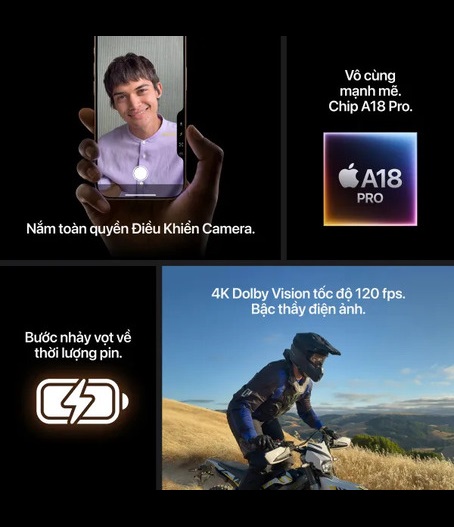 Nắm toàn quyền Điều Khiển Camera.
Vô cùng
mạnh mẽ.
Chip A18 Pro.
A18
PRO
Bước nhảy vọt về
thời lượng pin.
4K Dolby Vision tốc độ 120 fps.
Bậc thầy điện ảnh.